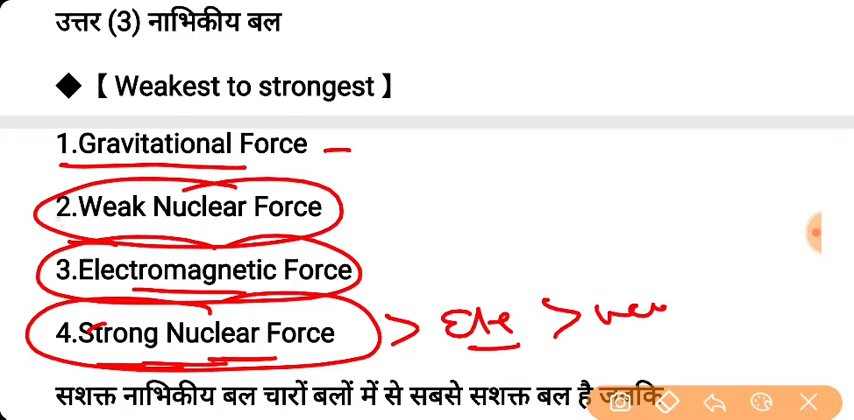 उत्तर (3) नाभिकीय बल
◆【 Weakest to strongest 】
1.Gravitational Force –
2.Weak Nuclear Force
3.Electromagnetic Force
4.Strong Nuclear Force > Ele >
सशक्त नाभिकीय बल चारों बलों में से सबसे सशक्त बल है जबकि